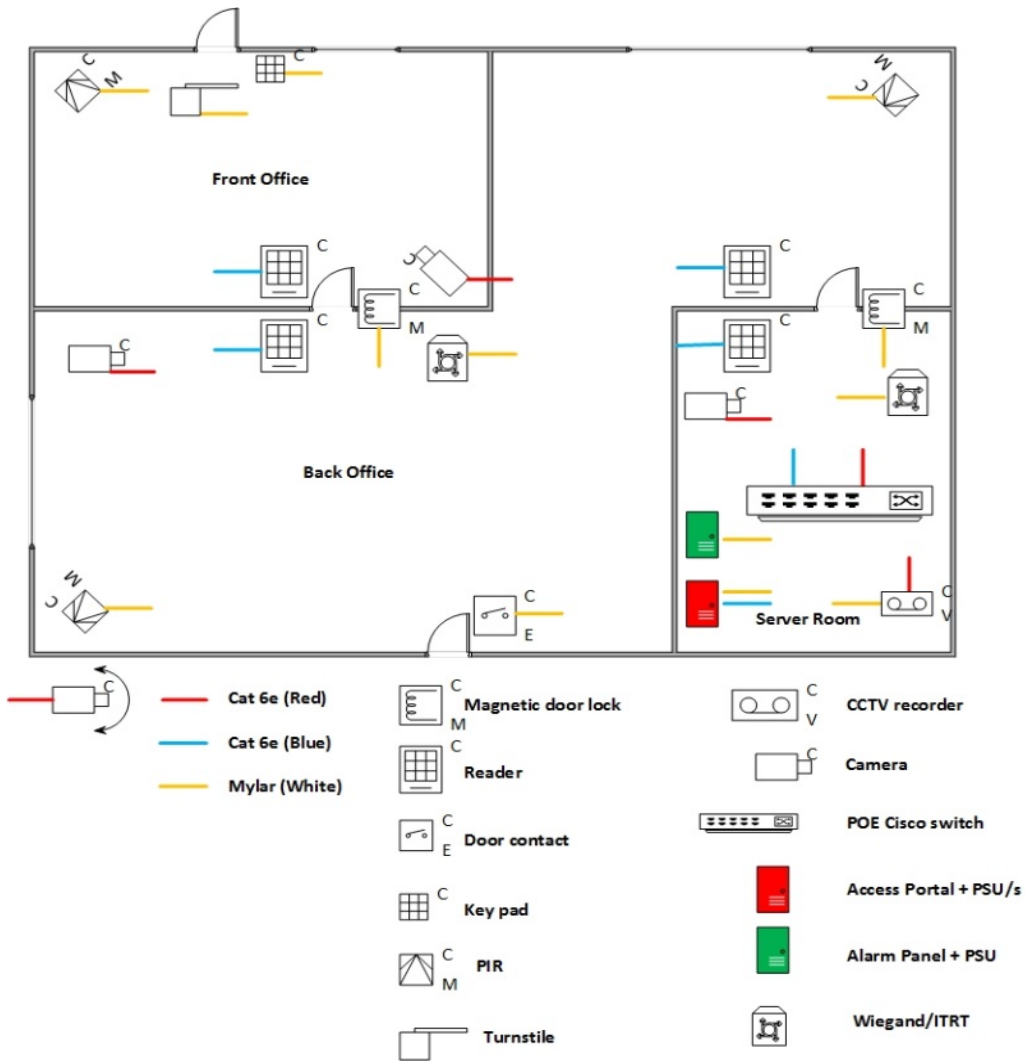 C
M
C
M
C
Front Office
C
C
C
C
M
C
M
C
C
C
C
Back Office
M
C
C
E
C
V
Server Room
C
Cat 6e (Red)
Cat 6e (Blue)
Mylar (White)
C
M
Magnetic door lock
C
Reader
C
E
Door contact
C
Key pad
C
M
PIR
Turnstile
C
V
CCTV recorder
C
Camera
POE Cisco switch
Access Portal + PSU/s
Alarm Panel + PSU
Wiegand/ITRT